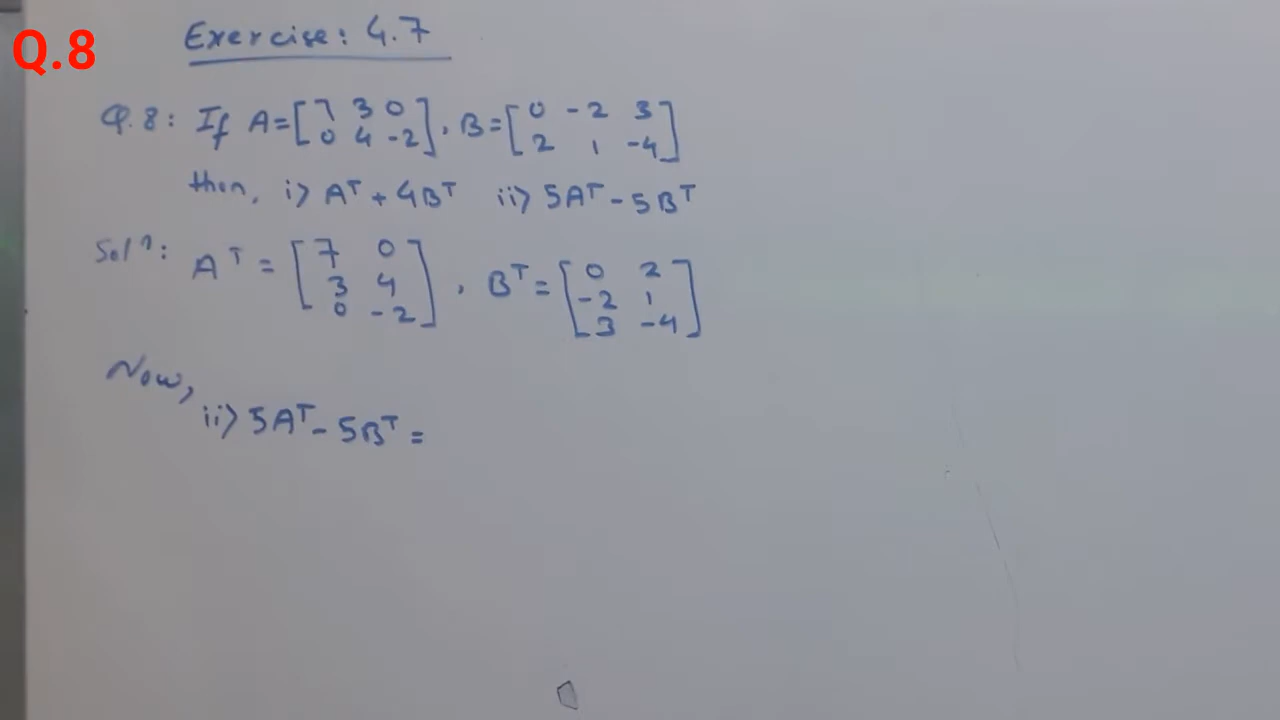 Q.8
Exercise: 4.7
Q.8: If A=[7 3 0
0 4 -2], B=[0 -2 3
2 1 -4]
then, i> Aᵀ + 4Bᵀ ii> 5Aᵀ - 5Bᵀ
Solⁿ: Aᵀ = [7 0
3 4
0 -2], Bᵀ = [0 2
-2 1
3 -4]
Now,
ii> 5Aᵀ - 5Bᵀ =